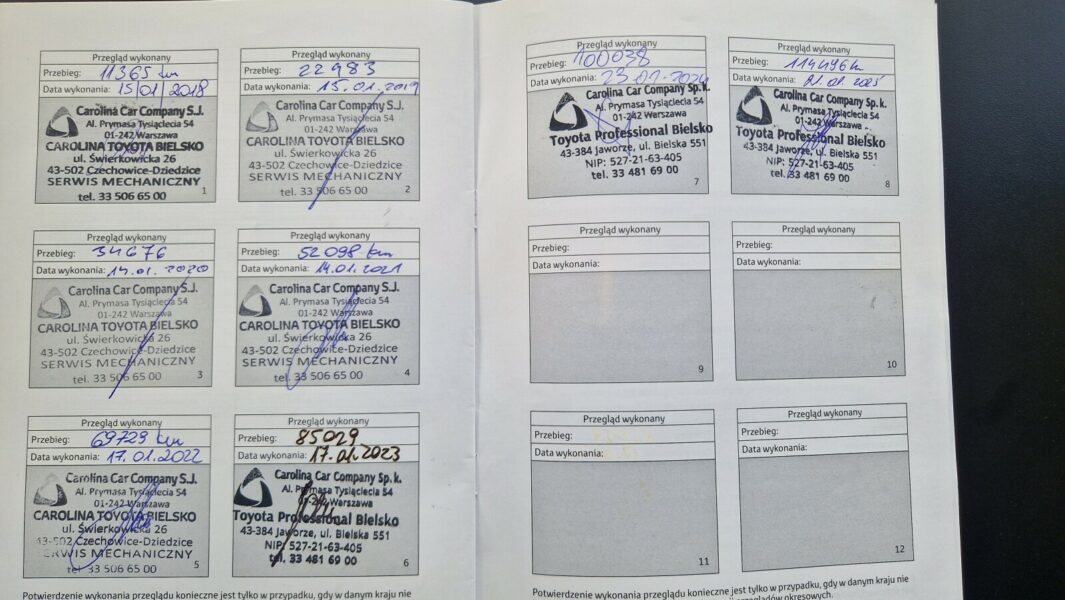 Przegląd wykonany
Przebieg: 11365 km
Data wykonania: 15/01/2018
Carolina Car Company S.J.
Al. Prymasa Tysiąclecia 54
01-242 Warszawa
CAROLINA TOYOTA BIELSKO
ul. Świerkowicka 26
43-502 Czechowice-Dziedzice
SERWIS MECHANICZNY
tel. 33 506 65 00
1
Przegląd wykonany
Przebieg: 22983
Data wykonania: 15.01.2019
Carolina Car Company S.J.
Al. Prymasa Tysiąclecia 54
01-242 Warszawa
CAROLINA TOYOTA BIELSKO
ul. Świerkowicka 26
43-502 Czechowice-Dziedzice
SERWIS MECHANICZNY
tel. 33 506 65 00
2
Przegląd wykonany
Przebieg: 34676
Data wykonania: 14.01.2020
Carolina Car Company S.J.
Al. Prymasa Tysiąclecia 54
01-242 Warszawa
CAROLINA TOYOTA BIELSKO
ul. Świerkowicka 26
43-502 Czechowice-Dziedzice
SERWIS MECHANICZNY
tel. 33 506 65 00
3
Przegląd wykonany
Przebieg: 52098 km
Data wykonania: 14.01.2021
Carolina Car Company S.J.
Al. Prymasa Tysiąclecia 54
01-242 Warszawa
CAROLINA TOYOTA BIELSKO
ul. Świerkowicka 26
43-502 Czechowice-Dziedzice
SERWIS MECHANICZNY
tel. 33 506 65 00
4
Przegląd wykonany
Przebieg: 69729 km
Data wykonania: 17.01.2022
Carolina Car Company S.J.
Al. Prymasa Tysiąclecia 54
01-242 Warszawa
CAROLINA TOYOTA BIELSKO
ul. Świerkowicka 26
43-502 Czechowice-Dziedzice
SERWIS MECHANICZNY
tel 33 506 65 00
5
Przegląd wykonany
Przebieg: 85029
Data wykonania: 17.01.2023
Carolina Car Company Sp.k.
Al. Prymasa Tysiąclecia 54
01-242 Warszawa
Toyota Professional Bielsko
43-384 Jaworze, ul. Bielska 551
NIP: 527-21-63-405
tel. 33 481 69 00
6
Potwierdzenie wykonania przeglądu konieczne jest tylko w przypadku, gdy w danym kraju nie
Przegląd wykonany
Przebieg: 100038
Data wykonania: 23.01.2024
Carolina Car Company Sp.k.
Al. Prymasa Tysiąclecia 54
01-242 Warszawa
Toyota Professional Bielsko
43-384 Jaworze, ul. Bielska 551
NIP: 527-21-63-405
tel. 33 481 69 00
7
Przegląd wykonany
Przebieg: 114496 km
Data wykonania:
Carolina Car Company Sp.k.
Al. Prymasa Tysiąclecia 54
01-242 Warszawa
Toyota Professional Bielsko
43-384 Jaworze, ul. Bielska 551
NIP: 527-21-63-405
tel. 33 481 69 00
8
Przegląd wykonany
Przebieg:
Data wykonania:
9
Przegląd wykonany
Przebieg:
Data wykonania:
10
Przegląd wykonany
Przebieg:
Data wykonania:
11
Przegląd wykonany
Przebieg:
Data wykonania:
12
Potwierdzenie wykonania przeglądu konieczne jest tylko w przypadku, gdy w danym kraju nie
przeglądów okresowych.